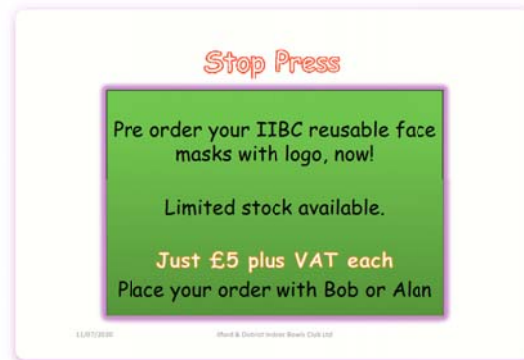 Stop Press
Pre order your IIBC reusable face
masks with logo, now!
Limited stock available.
Just £5 plus VAT each
Place your order with Bob or Alan
11/07/2020
Ilford & District Indoor Bowls Club Ltd